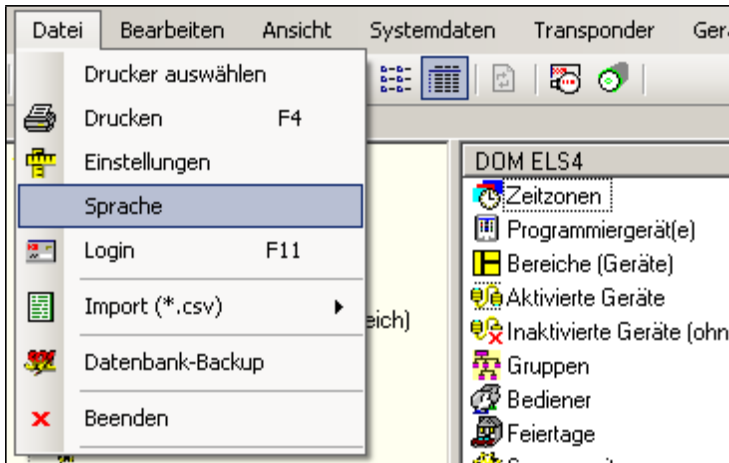 Datei Bearbeiten Ansicht Systemdaten Transponder
Drucker auswählen
Drucken F4
Einstellungen
Sprache
Login F11
Import (*.csv)
Datenbank-Backup
Beenden
eich)
DOM ELS4
Zeitzonen
Programmiergerät(e)
Bereiche (Geräte)
Aktivierte Geräte
Inaktivierte Geräte (ohn
Gruppen
Bediener
Feiertage